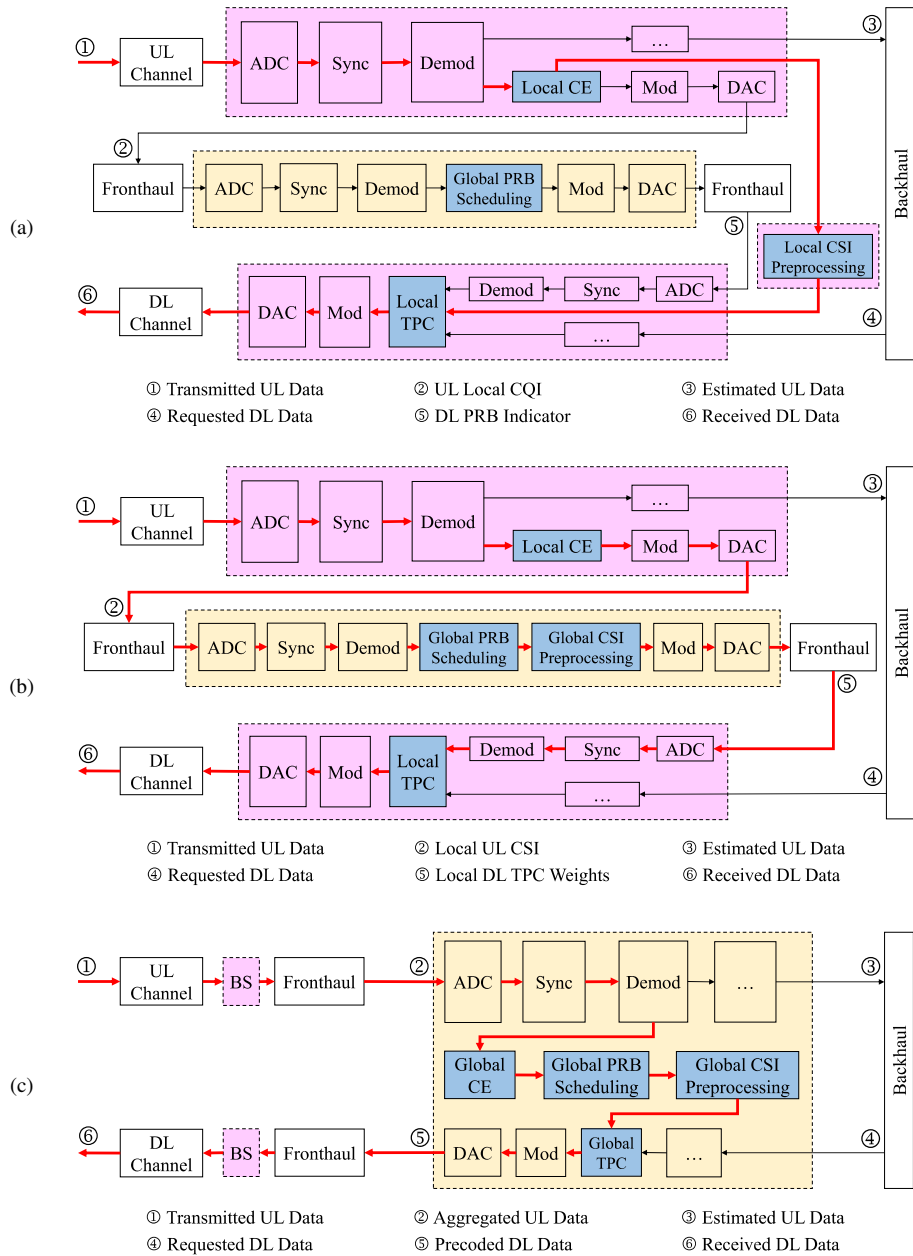 ①
UL
Channel
ADC
Sync
Demod
...
③
Local CE
Mod
DAC
②
Fronthaul
ADC
Sync
Demod
Global PRB
Scheduling
Mod
DAC
Fronthaul
⑤
Backhaul
(a)
Local CSI
Preprocessing
⑥
DL
Channel
DAC
Mod
Local
TPC
Demod
Sync
ADC
...
④
① Transmitted UL Data ② UL Local CQI ③ Estimated UL Data
④ Requested DL Data ⑤ DL PRB Indicator ⑥ Received DL Data
①
UL
Channel
ADC
Sync
Demod
...
③
Local CE
Mod
DAC
②
Fronthaul
ADC
Sync
Demod
Global PRB
Scheduling
Global CSI
Preprocessing
Mod
DAC
Fronthaul
⑤
Backhaul
(b)
⑥
DL
Channel
DAC
Mod
Local
TPC
Demod
Sync
ADC
...
④
① Transmitted UL Data ② Local UL CSI ③ Estimated UL Data
④ Requested DL Data ⑤ Local DL TPC Weights ⑥ Received DL Data
①
UL
Channel
BS
Fronthaul
②
ADC
Sync
Demod
...
③
Global
CE
Global PRB
Scheduling
Global CSI
Preprocessing
Backhaul
(c)
⑥
DL
Channel
BS
Fronthaul
⑤
DAC
Mod
Global
TPC
...
④
① Transmitted UL Data ② Aggregated UL Data ③ Estimated UL Data
④ Requested DL Data ⑤ Precoded DL Data ⑥ Received DL Data